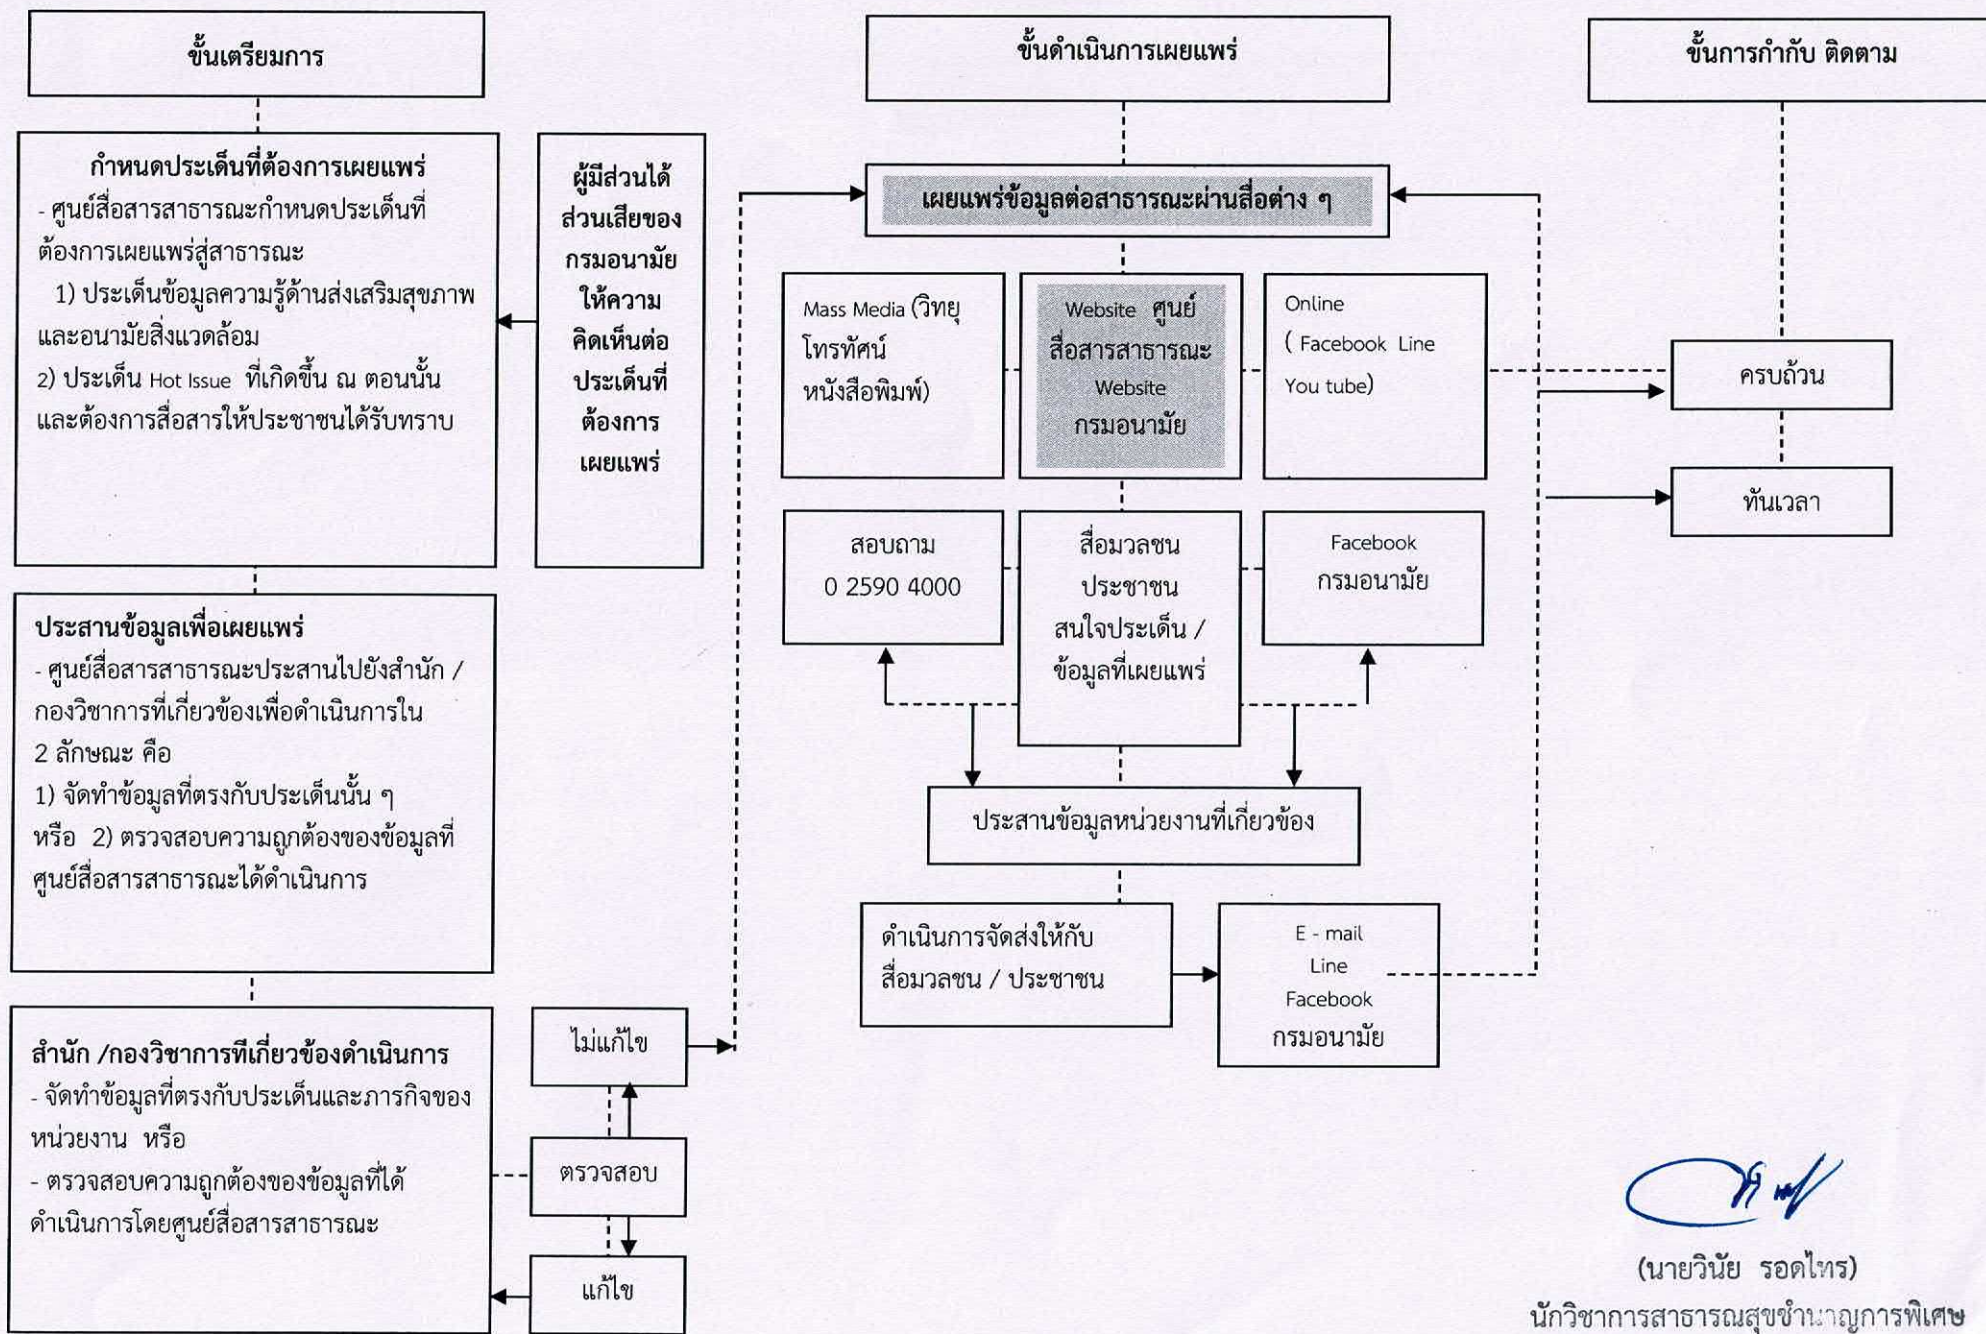 ขั้นเตรียมการ
กำหนดประเด็นที่ต้องการเผยแพร่
- ศูนย์สื่อสารสาธารณะกำหนดประเด็นที่
ต้องการเผยแพร่สู่สาธารณะ
1) ประเด็นข้อมูลความรู้ด้านส่งเสริมสุขภาพ
และอนามัยสิ่งแวดล้อม
2) ประเด็น Hot Issue ที่เกิดขึ้น ณ ตอนนั้น
และต้องการสื่อสารให้ประชาชนได้รับทราบ
ผู้มีส่วนได้
ส่วนเสียของ
กรมอนามัย
ให้ความ
คิดเห็นต่อ
ประเด็นที่
ต้องการ
เผยแพร่
ประสานข้อมูลเพื่อเผยแพร่
- ศูนย์สื่อสารสาธารณะประสานไปยังสำนัก /
กองวิชาการที่เกี่ยวข้องเพื่อดำเนินการใน
2 ลักษณะ คือ
1) จัดทำข้อมูลที่ตรงกับประเด็นนั้น ๆ
หรือ 2) ตรวจสอบความถูกต้องของข้อมูลที่
ศูนย์สื่อสารสาธารณะได้ดำเนินการ
สำนัก /กองวิชาการทีเกี่ยวข้องดำเนินการ
- จัดทำข้อมูลที่ตรงกับประเด็นและภารกิจของ
หน่วยงาน หรือ
- ตรวจสอบความถูกต้องของข้อมูลที่ได้
ดำเนินการโดยศูนย์สื่อสารสาธารณะ
ไม่แก้ไข
ตรวจสอบ
แก้ไข
ขั้นดำเนินการเผยแพร่
เผยแพร่ข้อมูลต่อสาธารณะผ่านสื่อต่าง ๆ
Mass Media (วิทยุ
โทรทัศน์
หนังสือพิมพ์)
Website ศูนย์
สื่อสารสาธารณะ
Website
กรมอนามัย
Online
( Facebook Line
You tube)
สอบถาม
0 2590 4000
สื่อมวลชน
ประชาชน
สนใจประเด็น /
ข้อมูลที่เผยแพร่
Facebook
กรมอนามัย
ประสานข้อมูลหน่วยงานที่เกี่ยวข้อง
ดำเนินการจัดส่งให้กับ
สื่อมวลชน / ประชาชน
E - mail
Line
Facebook
กรมอนามัย
ขั้นการกำกับ ติดตาม
ครบถ้วน
ทันเวลา
(นายวินัย รอดไทร)
นักวิชาการสาธารณสุขชำนาญการพิเศษ